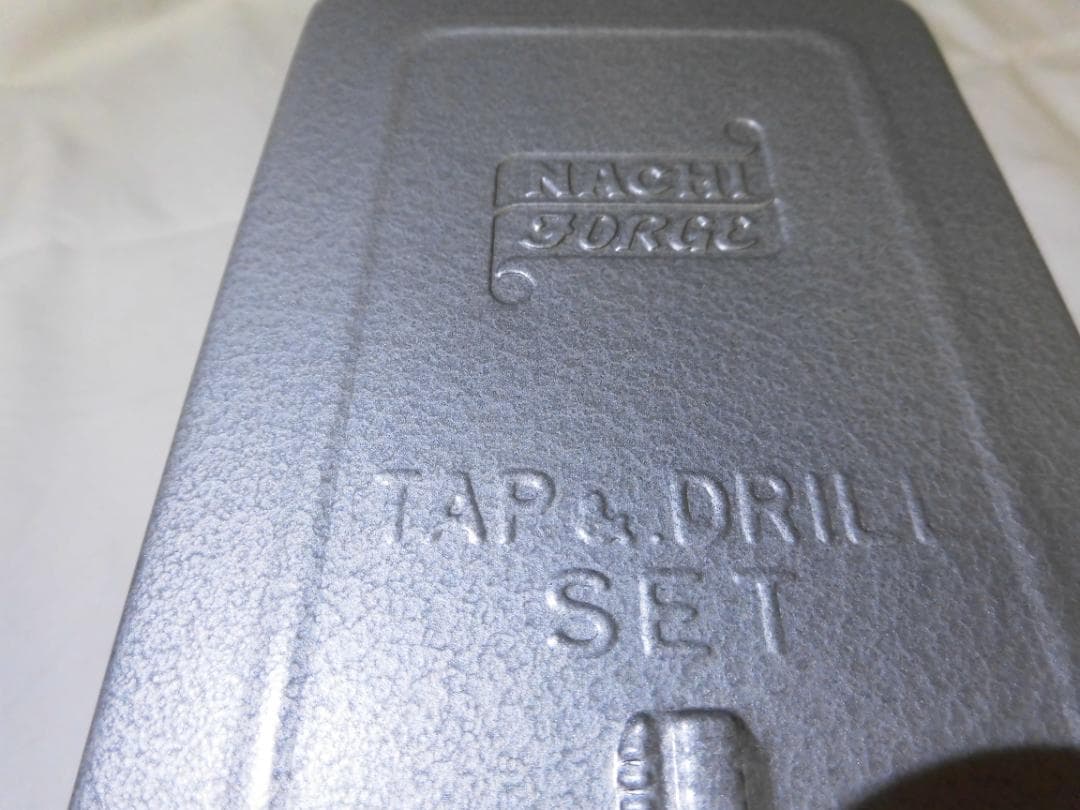 NACHI
FORGE
TAP & DRILL
SET